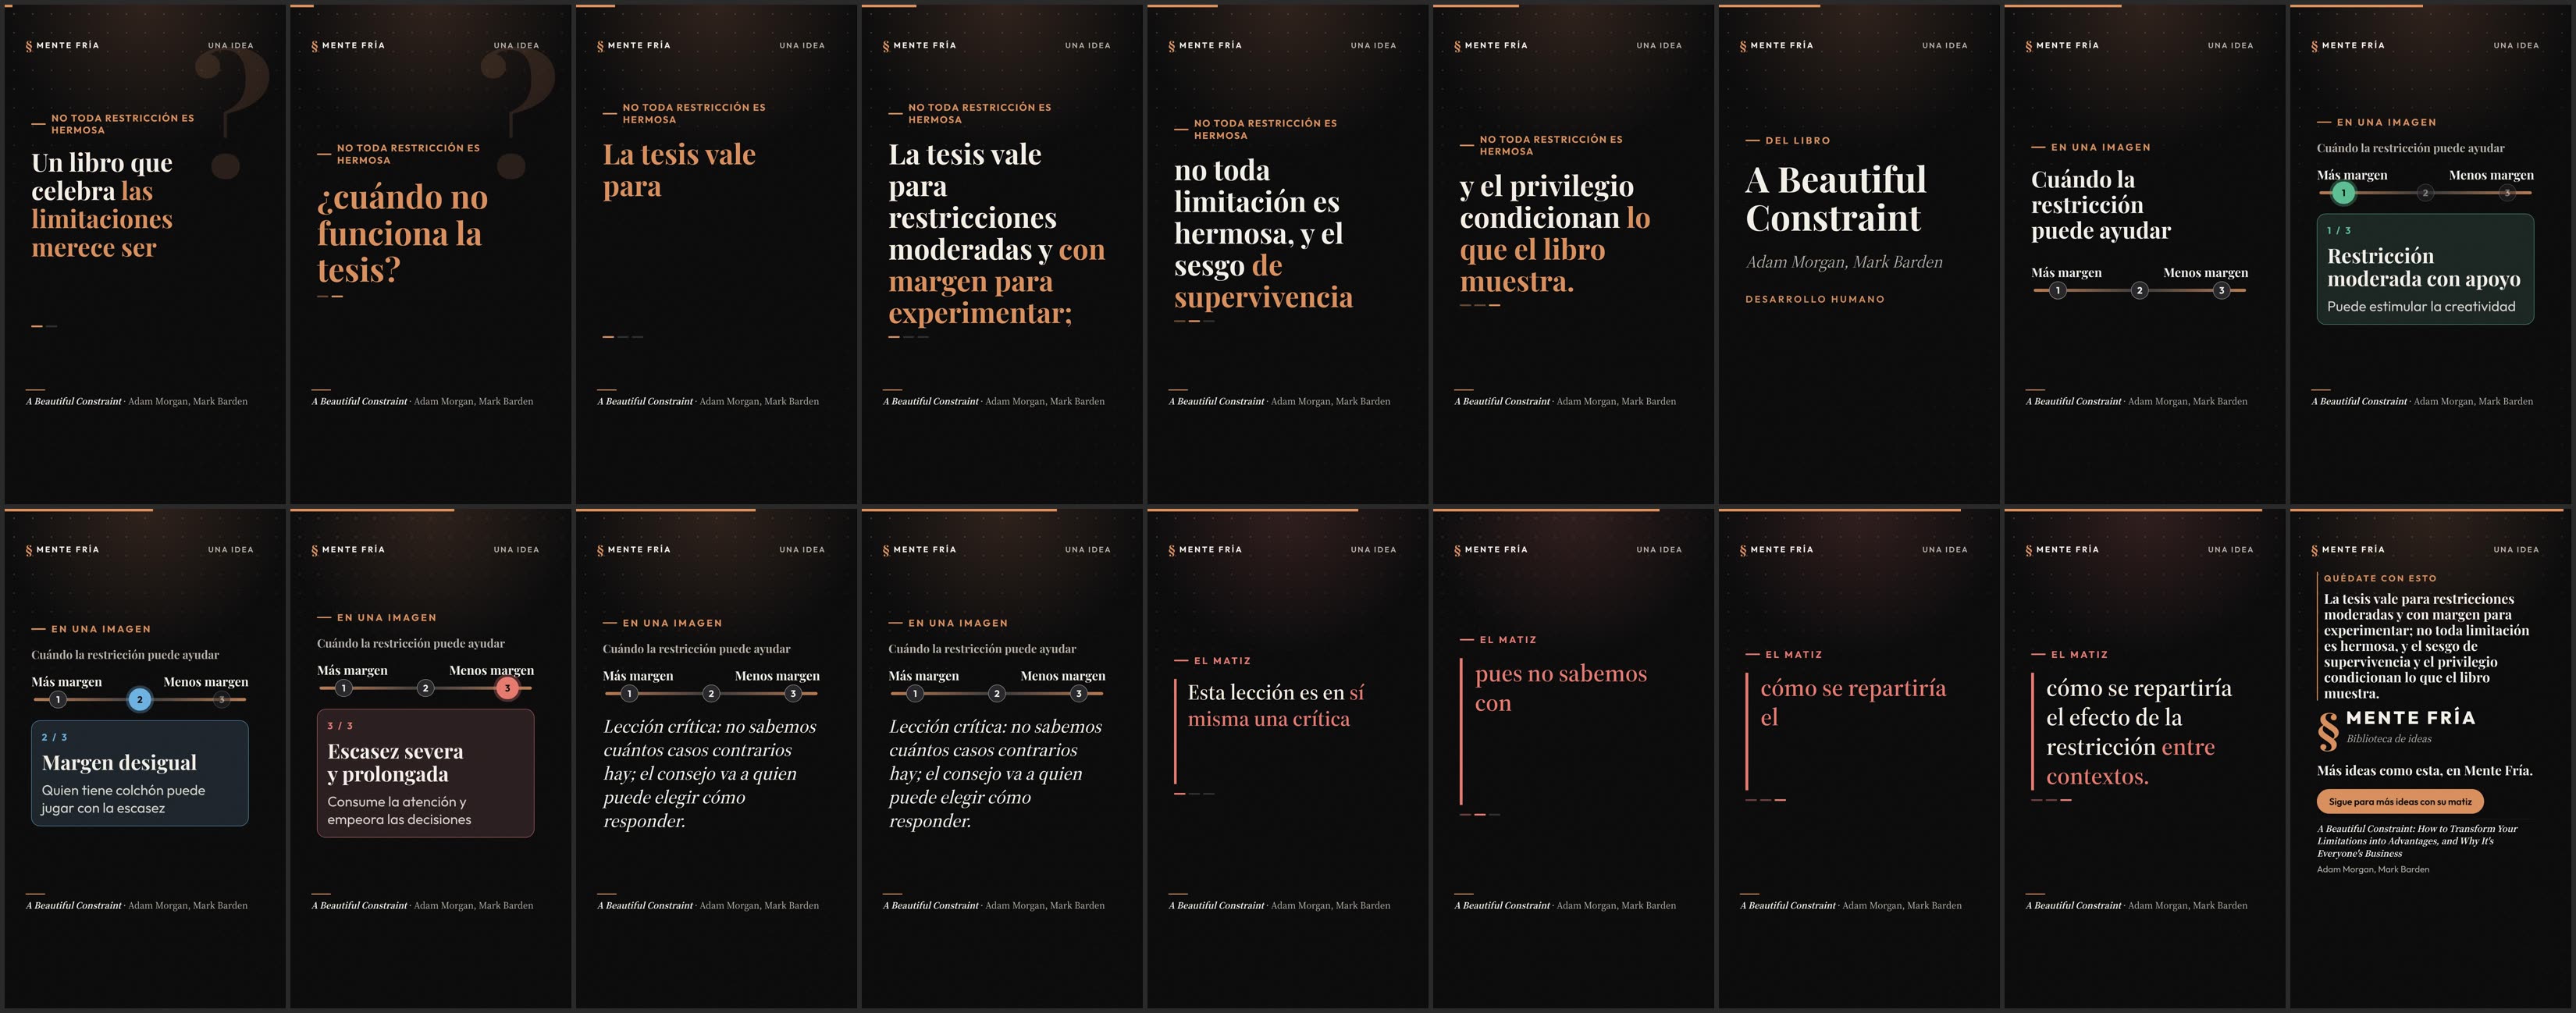 § MENTE FRÍA
UNA IDEA
?
NO TODA RESTRICCIÓN ES
HERMOSA
Un libro que
celebra las
limitaciones
merece ser
A Beautiful Constraint · Adam Morgan, Mark Barden
§ MENTE FRÍA
UNA IDEA
?
NO TODA RESTRICCIÓN ES
HERMOSA
¿cuándo no
funciona la
tesis?
A Beautiful Constraint · Adam Morgan, Mark Barden
§ MENTE FRÍA
UNA IDEA
NO TODA RESTRICCIÓN ES
HERMOSA
La tesis vale
para
A Beautiful Constraint · Adam Morgan, Mark Barden
§ MENTE FRÍA
UNA IDEA
NO TODA RESTRICCIÓN ES
HERMOSA
La tesis vale
para
restricciones
moderadas y con
margen para
experimentar;
A Beautiful Constraint · Adam Morgan, Mark Barden
§ MENTE FRÍA
UNA IDEA
NO TODA RESTRICCIÓN ES
HERMOSA
no toda
limitación es
hermosa, y el
sesgo de
supervivencia
A Beautiful Constraint · Adam Morgan, Mark Barden
§ MENTE FRÍA
UNA IDEA
NO TODA RESTRICCIÓN ES
HERMOSA
y el privilegio
condicionan lo
que el libro
muestra.
A Beautiful Constraint · Adam Morgan, Mark Barden
§ MENTE FRÍA
UNA IDEA
DEL LIBRO
A Beautiful
Constraint
Adam Morgan, Mark Barden
DESARROLLO HUMANO
§ MENTE FRÍA
UNA IDEA
EN UNA IMAGEN
Cuándo la
restricción
puede ayudar
Más margen Menos margen
1 2 3
A Beautiful Constraint · Adam Morgan, Mark Barden
§ MENTE FRÍA
UNA IDEA
EN UNA IMAGEN
Cuándo la restricción puede ayudar
Más margen Menos margen
1 2 3
1 / 3
Restricción
moderada con apoyo
Puede estimular la creatividad
A Beautiful Constraint · Adam Morgan, Mark Barden
§ MENTE FRÍA
UNA IDEA
EN UNA IMAGEN
Cuándo la restricción puede ayudar
Más margen Menos margen
1 2 3
2 / 3
Margen desigual
Quien tiene colchón puede
jugar con la escasez
A Beautiful Constraint · Adam Morgan, Mark Barden
§ MENTE FRÍA
UNA IDEA
EN UNA IMAGEN
Cuándo la restricción puede ayudar
Más margen Menos margen
1 2 3
3 / 3
Escasez severa
y prolongada
Consume la atención y
empeora las decisiones
A Beautiful Constraint · Adam Morgan, Mark Barden
§ MENTE FRÍA
UNA IDEA
EN UNA IMAGEN
Cuándo la restricción puede ayudar
Más margen Menos margen
1 2 3
Lección crítica: no sabemos
cuántos casos contrarios
hay; el consejo va a quien
puede elegir cómo
responder.
A Beautiful Constraint · Adam Morgan, Mark Barden
§ MENTE FRÍA
UNA IDEA
EN UNA IMAGEN
Cuándo la restricción puede ayudar
Más margen Menos margen
1 2 3
Lección crítica: no sabemos
cuántos casos contrarios
hay; el consejo va a quien
puede elegir cómo
responder.
A Beautiful Constraint · Adam Morgan, Mark Barden
§ MENTE FRÍA
UNA IDEA
EL MATIZ
Esta lección es en sí
misma una crítica
A Beautiful Constraint · Adam Morgan, Mark Barden
§ MENTE FRÍA
UNA IDEA
EL MATIZ
pues no sabemos
con
A Beautiful Constraint · Adam Morgan, Mark Barden
§ MENTE FRÍA
UNA IDEA
EL MATIZ
cómo se repartiría
el
A Beautiful Constraint · Adam Morgan, Mark Barden
§ MENTE FRÍA
UNA IDEA
EL MATIZ
cómo se repartiría
el efecto de la
restricción entre
contextos.
A Beautiful Constraint · Adam Morgan, Mark Barden
§ MENTE FRÍA
UNA IDEA
QUÉDATE CON ESTO
La tesis vale para restricciones
moderadas y con margen para
experimentar; no toda limitación
es hermosa, y el sesgo de
supervivencia y el privilegio
condicionan lo que el libro
muestra.
§ MENTE FRÍA
Biblioteca de ideas
Más ideas como esta, en Mente Fría.
Sigue para más ideas con su matiz
A Beautiful Constraint: How to Transform Your
Limitations into Advantages, and Why It's
Everyone's Business
Adam Morgan, Mark Barden